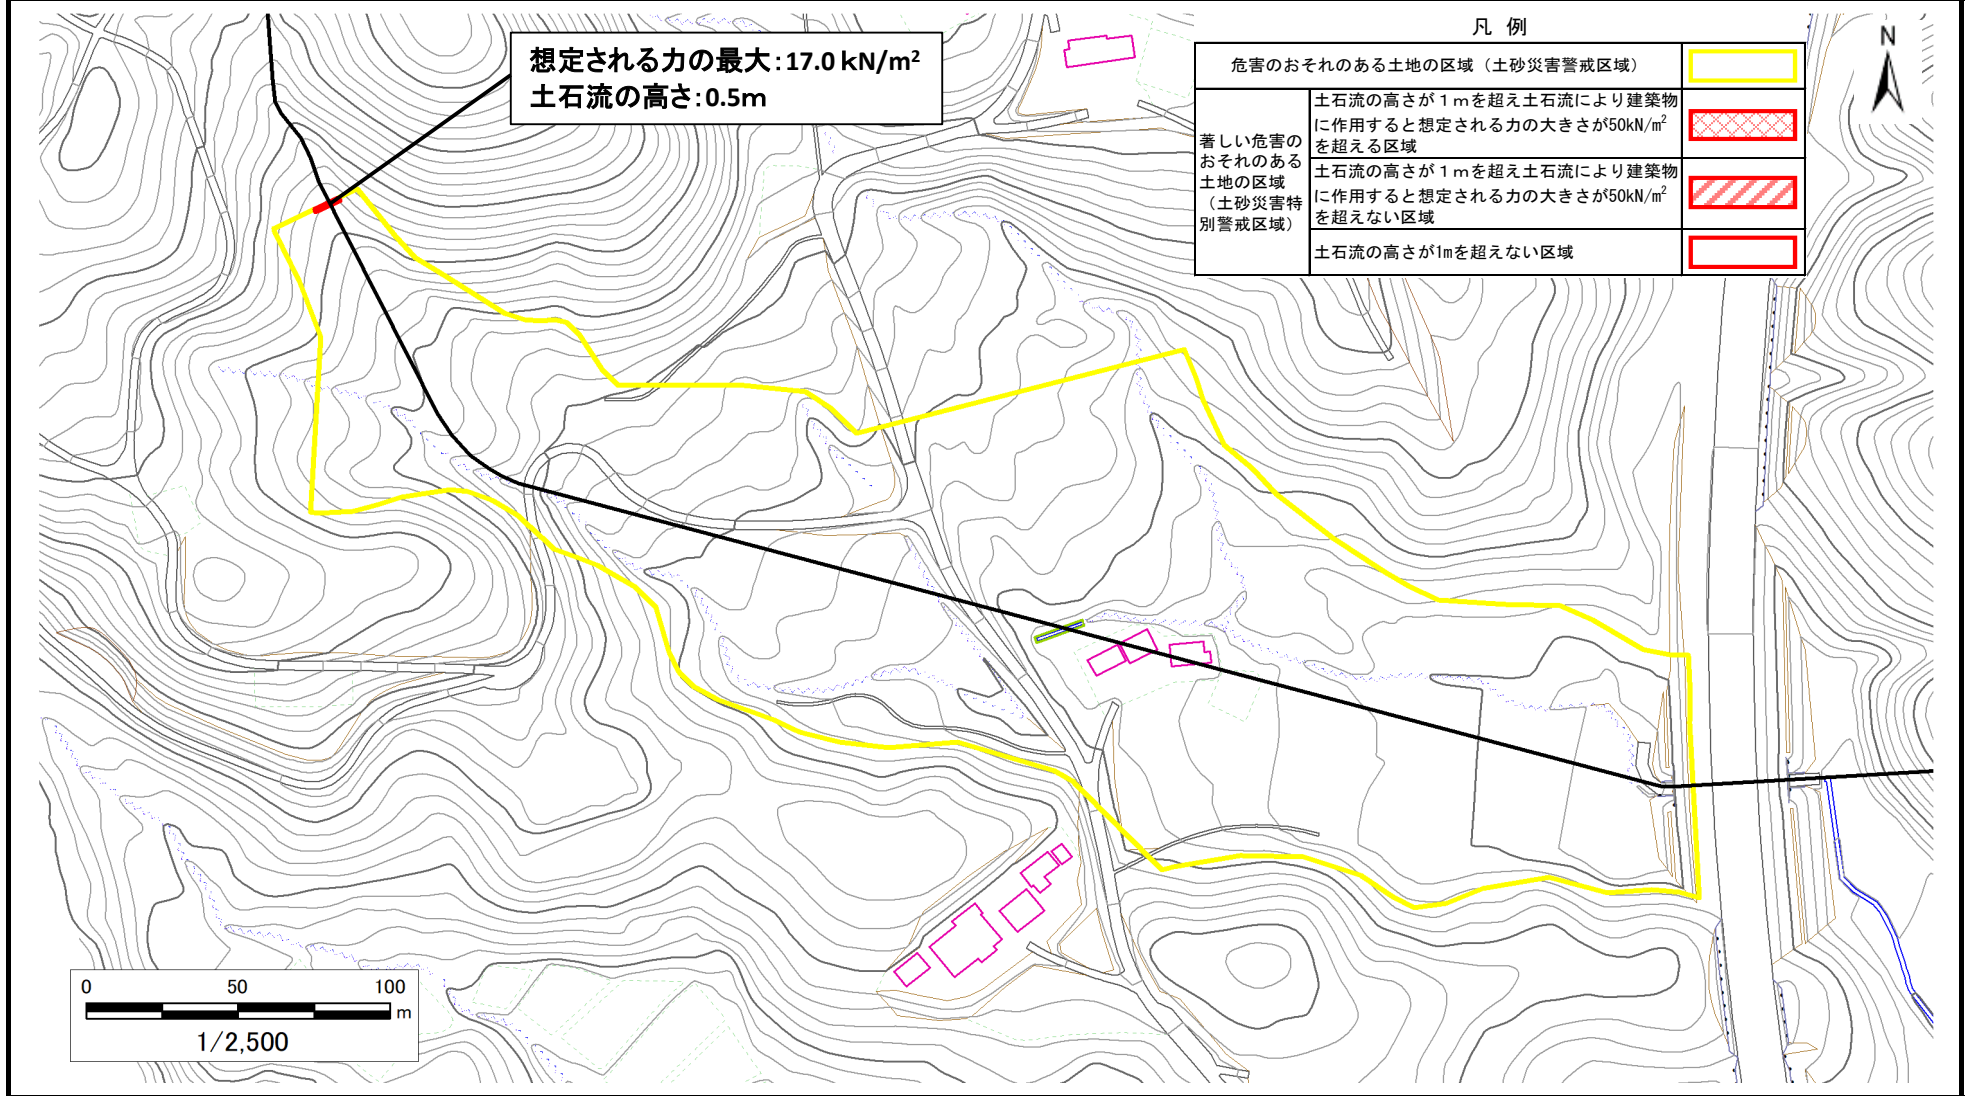 想定される力の最大：17.0 kN/m²
土石流の高さ：0.5m
凡 例
危害のおそれのある土地の区域（土砂災害警戒区域）
著しい危害の
おそれのある
土地の区域
（土砂災害特
別警戒区域）
土石流の高さが１ｍを超え土石流により建築物
に作用すると想定される力の大きさが50kN/㎡
を超える区域
土石流の高さが１ｍを超え土石流により建築物
に作用すると想定される力の大きさが50kN/㎡
を超えない区域
土石流の高さが1mを超えない区域
N
0 50 100
m
1/2,500